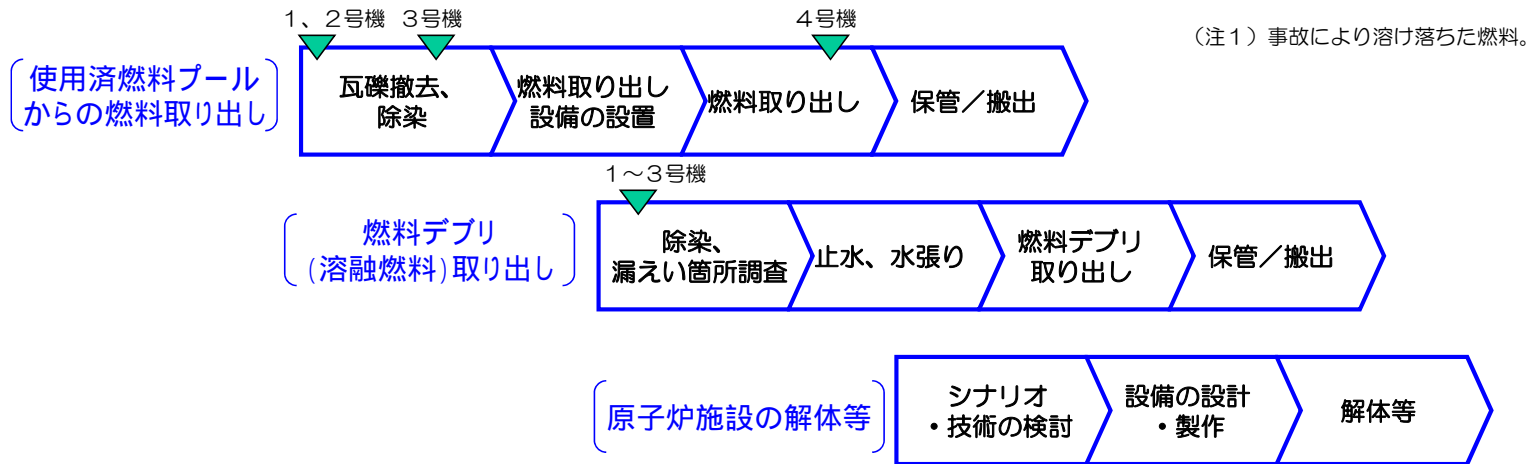 1、2号機 3号機 4号機
(注1)事故により溶け落ちた燃料。
使用済燃料プール
からの燃料取り出し
瓦礫撤去、
除染
燃料取り出し
設備の設置
燃料取り出し
保管/搬出
1~3号機
燃料デブリ
(溶融燃料)取り出し
除染、
漏えい箇所調査
止水、水張り
燃料デブリ
取り出し
保管/搬出
原子炉施設の解体等
シナリオ
・技術の検討
設備の設計
・製作
解体等